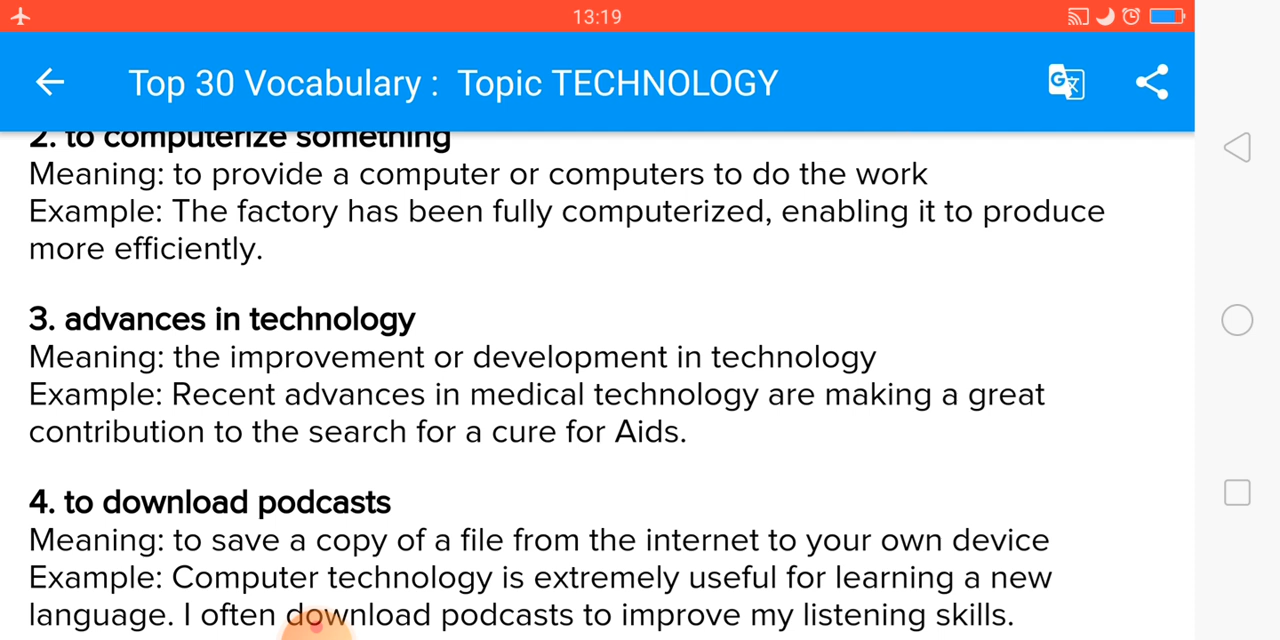 13:19
Top 30 Vocabulary : Topic TECHNOLOGY
2. to computerize something
Meaning: to provide a computer or computers to do the work
Example: The factory has been fully computerized, enabling it to produce
more efficiently.
3. advances in technology
Meaning: the improvement or development in technology
Example: Recent advances in medical technology are making a great
contribution to the search for a cure for Aids.
4. to download podcasts
Meaning: to save a copy of a file from the internet to your own device
Example: Computer technology is extremely useful for learning a new
language. I often download podcasts to improve my listening skills.